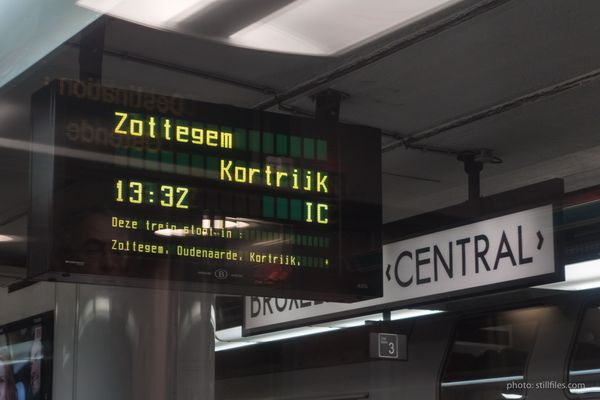 Zottegem
Kortrijk
13:32 IC
Deze trein stopt in :
Zottegem, Oudenaarde, Kortrijk.
B
‹CENTRAL›
3
photo: stillfiles.com